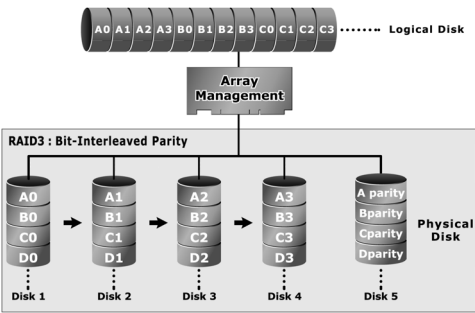 A0 A1 A2 A3 B0 B1 B2 B3 C0 C1 C2 C3 Logical Disk
Array
Management
RAID3 : Bit-Interleaved Parity
A0 A1 A2 A3 A parity
B0 B1 B2 B3 Bparity
C0 C1 C2 C3 Cparity
D0 D1 D2 D3 Dparity
Physical
Disk
Disk 1 Disk 2 Disk 3 Disk 4 Disk 5